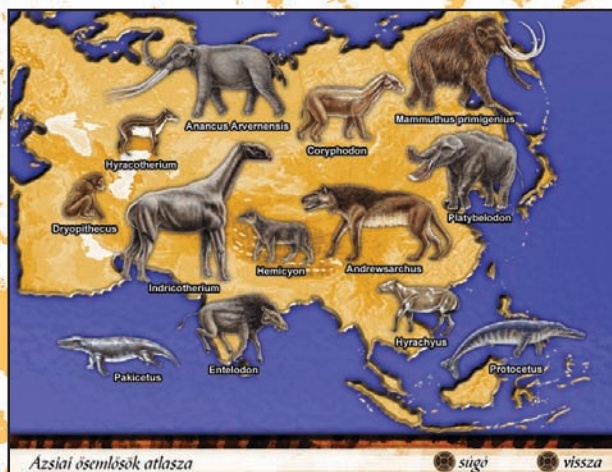 Anancus Arvernensis
Mammuthus primigenius
Coryphodon
Hyracotherium
Platybelodon
Dryopithecus
Hemicyon
Andrewsarchus
Indricotherium
Hyrachyus
Entelodon
Pakicetus
Protocetus
Ázsiai ősemlősök atlasza
súgó
vissza